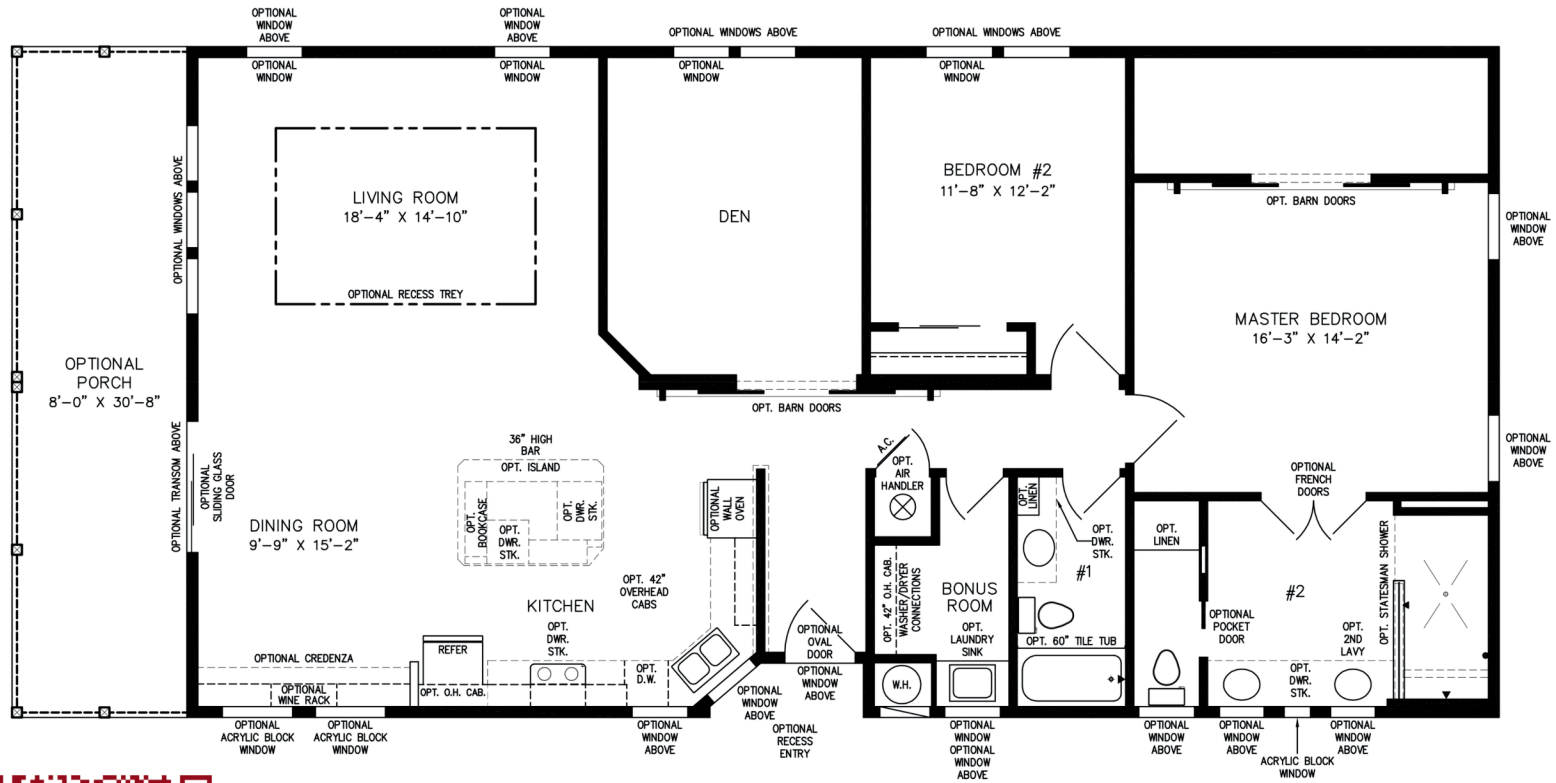 OPTIONAL
WINDOW
ABOVE
OPTIONAL
WINDOW
ABOVE
OPTIONAL WINDOWS ABOVE
OPTIONAL WINDOWS ABOVE
OPTIONAL
WINDOW
OPTIONAL
WINDOW
OPTIONAL
WINDOW
OPTIONAL
WINDOW
OPTIONAL WINDOWS ABOVE
LIVING ROOM
18'-4" X 14'-10"
OPTIONAL RECESS TREY
DEN
BEDROOM #2
11'-8" X 12'-2"
OPT. BARN DOORS
OPTIONAL
WINDOW
ABOVE
MASTER BEDROOM
16'-3" X 14'-2"
OPTIONAL
PORCH
8'-0" X 30'-8"
OPT. BARN DOORS
OPTIONAL TRANSOM ABOVE
OPTIONAL
SLIDING GLASS
DOOR
36" HIGH
BAR
OPT. ISLAND
OPT.
BOOKCASE
OPT.
DWR.
STK.
OPT.
DWR.
STK.
DINING ROOM
9'-9" X 15'-2"
OPTIONAL
WALL
OVEN
A.C.
OPT.
AIR
HANDLER
OPT.
LINEN
OPT.
DWR.
STK.
#1
OPT.
LINEN
OPTIONAL
FRENCH
DOORS
OPTIONAL
WINDOW
ABOVE
OPT. STATESMAN SHOWER
#2
OPT. 42"
OVERHEAD
CABS
KITCHEN
OPT.
DWR.
STK.
OPT. 42" O.H. CAB.
WASHER/DRYER
CONNECTIONS
BONUS
ROOM
OPT.
LAUNDRY
SINK
OPT. 60" TILE TUB
OPTIONAL
POCKET
DOOR
OPT.
2ND
LAVY
OPT.
DWR.
STK.
OPTIONAL
OVAL
DOOR
REFER
OPTIONAL CREDENZA
OPTIONAL
WINE RACK
OPT. O.H. CAB.
OPT.
D.W.
W.H.
OPTIONAL
WINDOW
ABOVE
OPTIONAL
WINDOW
ABOVE
OPTIONAL
RECESS
ENTRY
OPTIONAL
ACRYLIC BLOCK
WINDOW
OPTIONAL
ACRYLIC BLOCK
WINDOW
OPTIONAL
WINDOW
ABOVE
OPTIONAL
WINDOW
OPTIONAL
WINDOW
ABOVE
OPTIONAL
WINDOW
ABOVE
OPTIONAL
WINDOW
ABOVE
OPTIONAL
WINDOW
ABOVE
ACRYLIC BLOCK
WINDOW